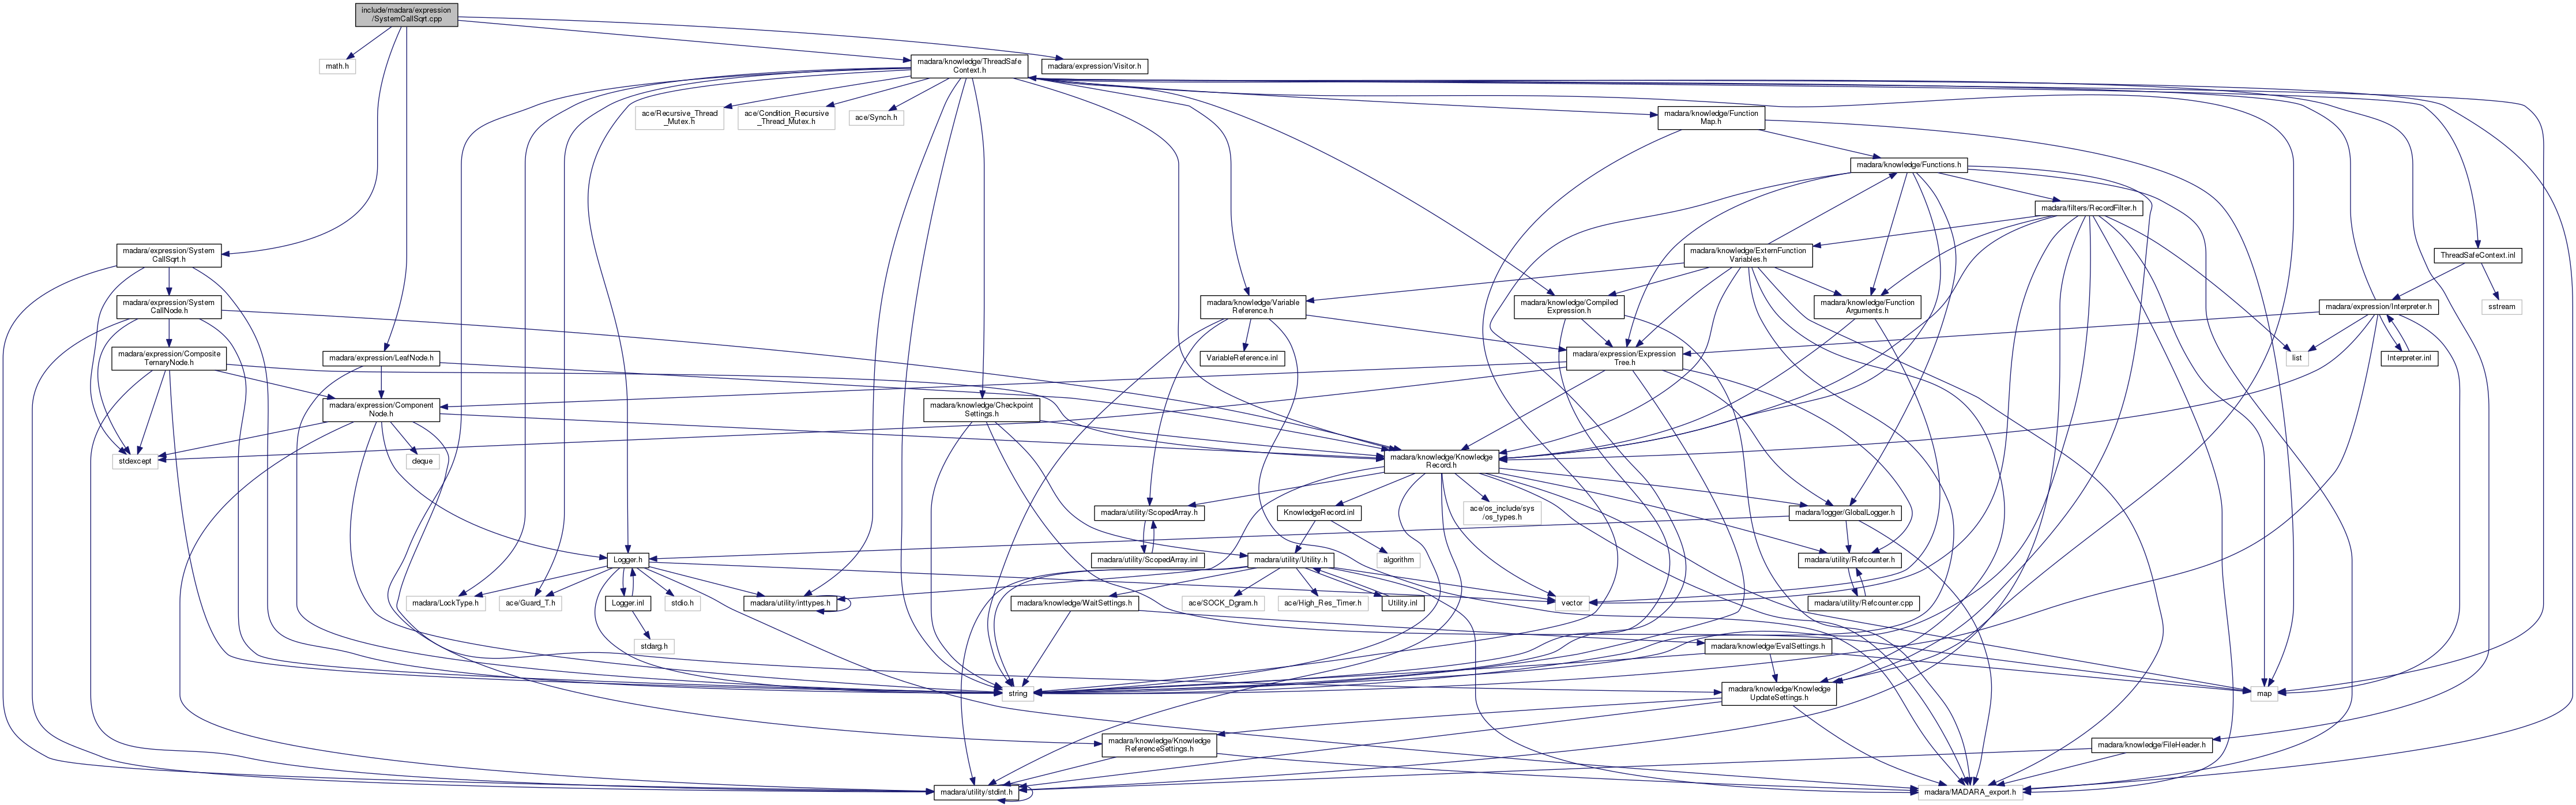 include/madara/expression
/SystemCallSqrt.cpp
math.h
madara/knowledge/ThreadSafe
Context.h
madara/expression/Visitor.h
ace/Recursive_Thread
_Mutex.h
ace/Condition_Recursive
_Thread_Mutex.h
ace/Synch.h
madara/knowledge/Function
Map.h
madara/knowledge/Functions.h
madara/filters/RecordFilter.h
madara/expression/System
CallSqrt.h
madara/knowledge/ExternFunction
Variables.h
ThreadSafeContext.inl
madara/expression/System
CallNode.h
madara/knowledge/Variable
Reference.h
madara/knowledge/Compiled
Expression.h
madara/knowledge/Function
Arguments.h
madara/expression/Interpreter.h
sstream
madara/expression/Composite
TernaryNode.h
madara/expression/LeafNode.h
VariableReference.inl
madara/expression/Expression
Tree.h
list
Interpreter.inl
madara/expression/Component
Node.h
madara/knowledge/Checkpoint
Settings.h
stdexcept
deque
madara/knowledge/Knowledge
Record.h
madara/utility/ScopedArray.h
KnowledgeRecord.inl
ace/os_include/sys
/os_types.h
madara/logger/GlobalLogger.h
Logger.h
madara/utility/ScopedArray.inl
madara/utility/Utility.h
algorithm
madara/utility/Refcounter.h
madara/LockType.h
ace/Guard_T.h
Logger.inl
stdio.h
madara/utility/inttypes.h
madara/knowledge/WaitSettings.h
ace/SOCK_Dgram.h
ace/High_Res_Timer.h
Utility.inl
vector
madara/utility/Refcounter.cpp
stdarg.h
madara/knowledge/EvalSettings.h
string
madara/knowledge/Knowledge
UpdateSettings.h
map
madara/knowledge/Knowledge
ReferenceSettings.h
madara/knowledge/FileHeader.h
madara/utility/stdint.h
madara/MADARA_export.h